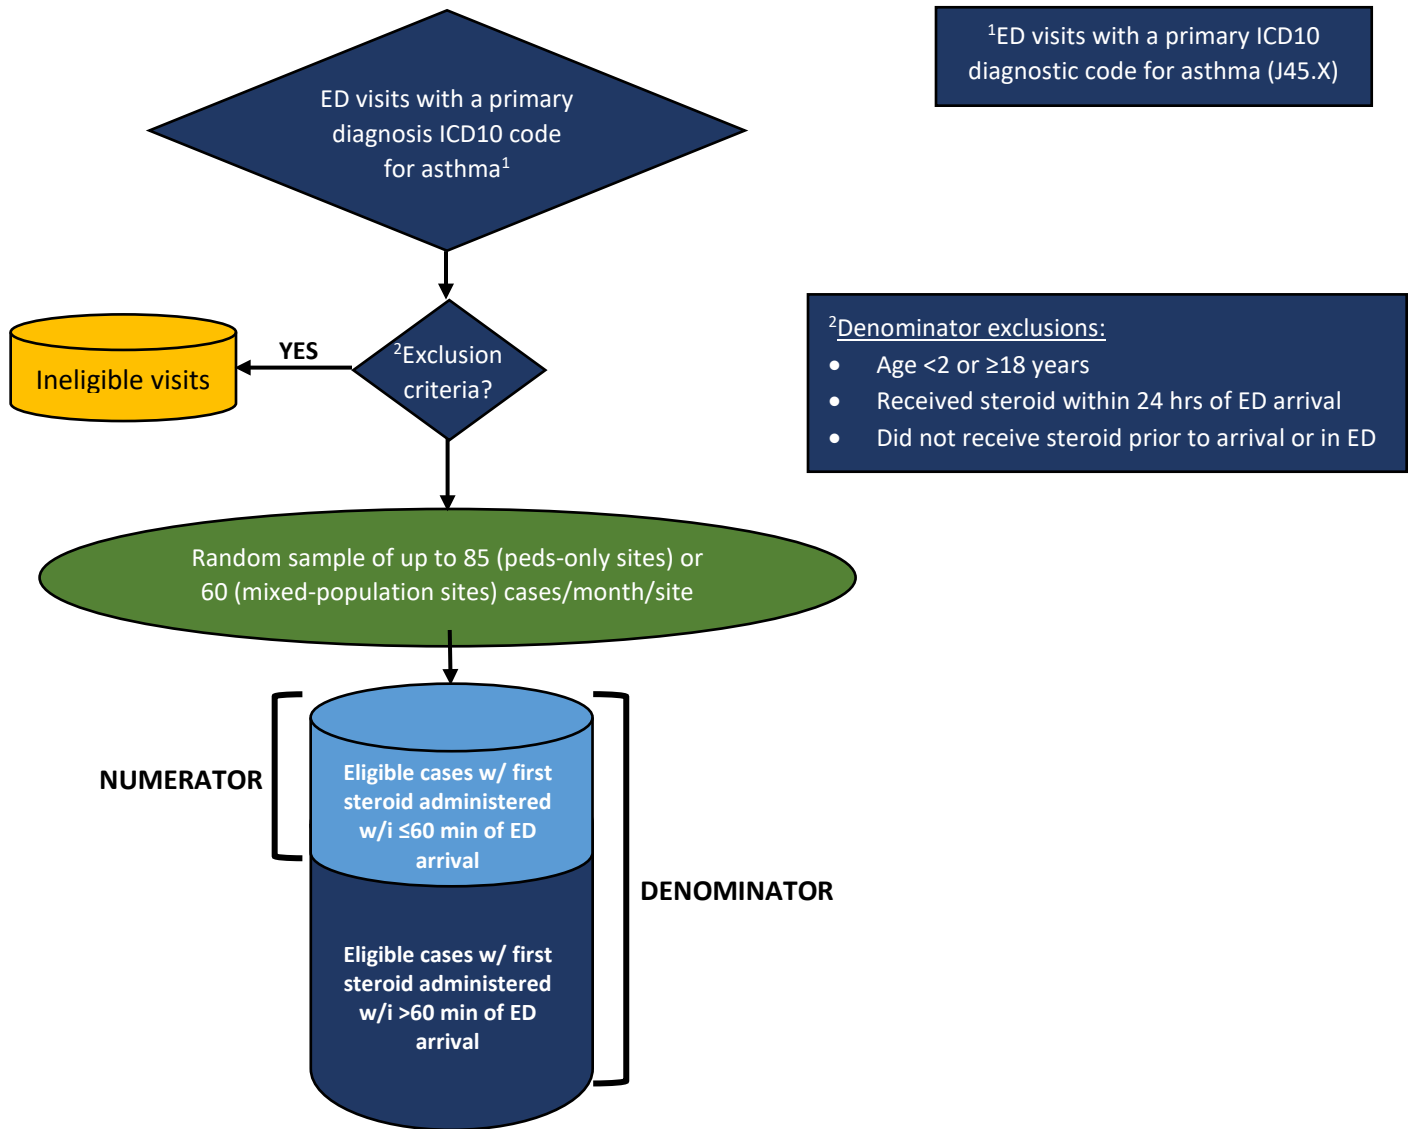 ED visits with a primary
diagnosis ICD10 code
for asthma¹
¹ED visits with a primary ICD10
diagnostic code for asthma (J45.X)
YES
Ineligible visits
²Exclusion
criteria?
²Denominator exclusions:
• Age <2 or ≥18 years
• Received steroid within 24 hrs of ED arrival
• Did not receive steroid prior to arrival or in ED
Random sample of up to 85 (peds-only sites) or
60 (mixed-population sites) cases/month/site
NUMERATOR
Eligible cases w/ first
steroid administered
w/i ≤60 min of ED
arrival
DENOMINATOR
Eligible cases w/ first
steroid administered
w/i >60 min of ED
arrival